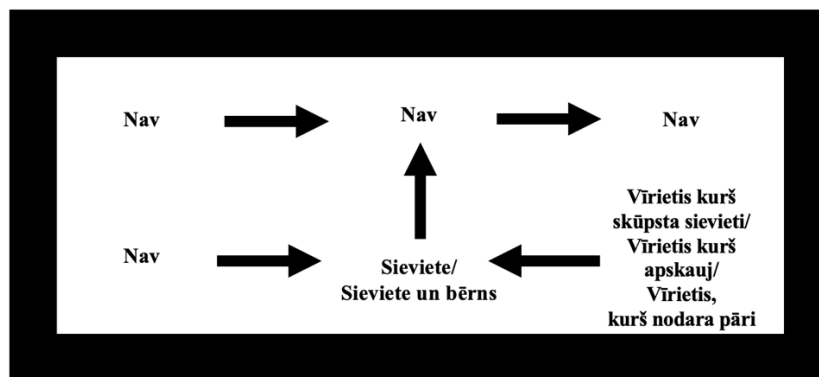 Nav
Nav
Nav
Nav
Sieviete/
Sieviete un bērns
Vīrietis kurš
skūpsta sievieti/
Vīrietis kurš
apskauj/
Vīrietis,
kurš nodara pāri